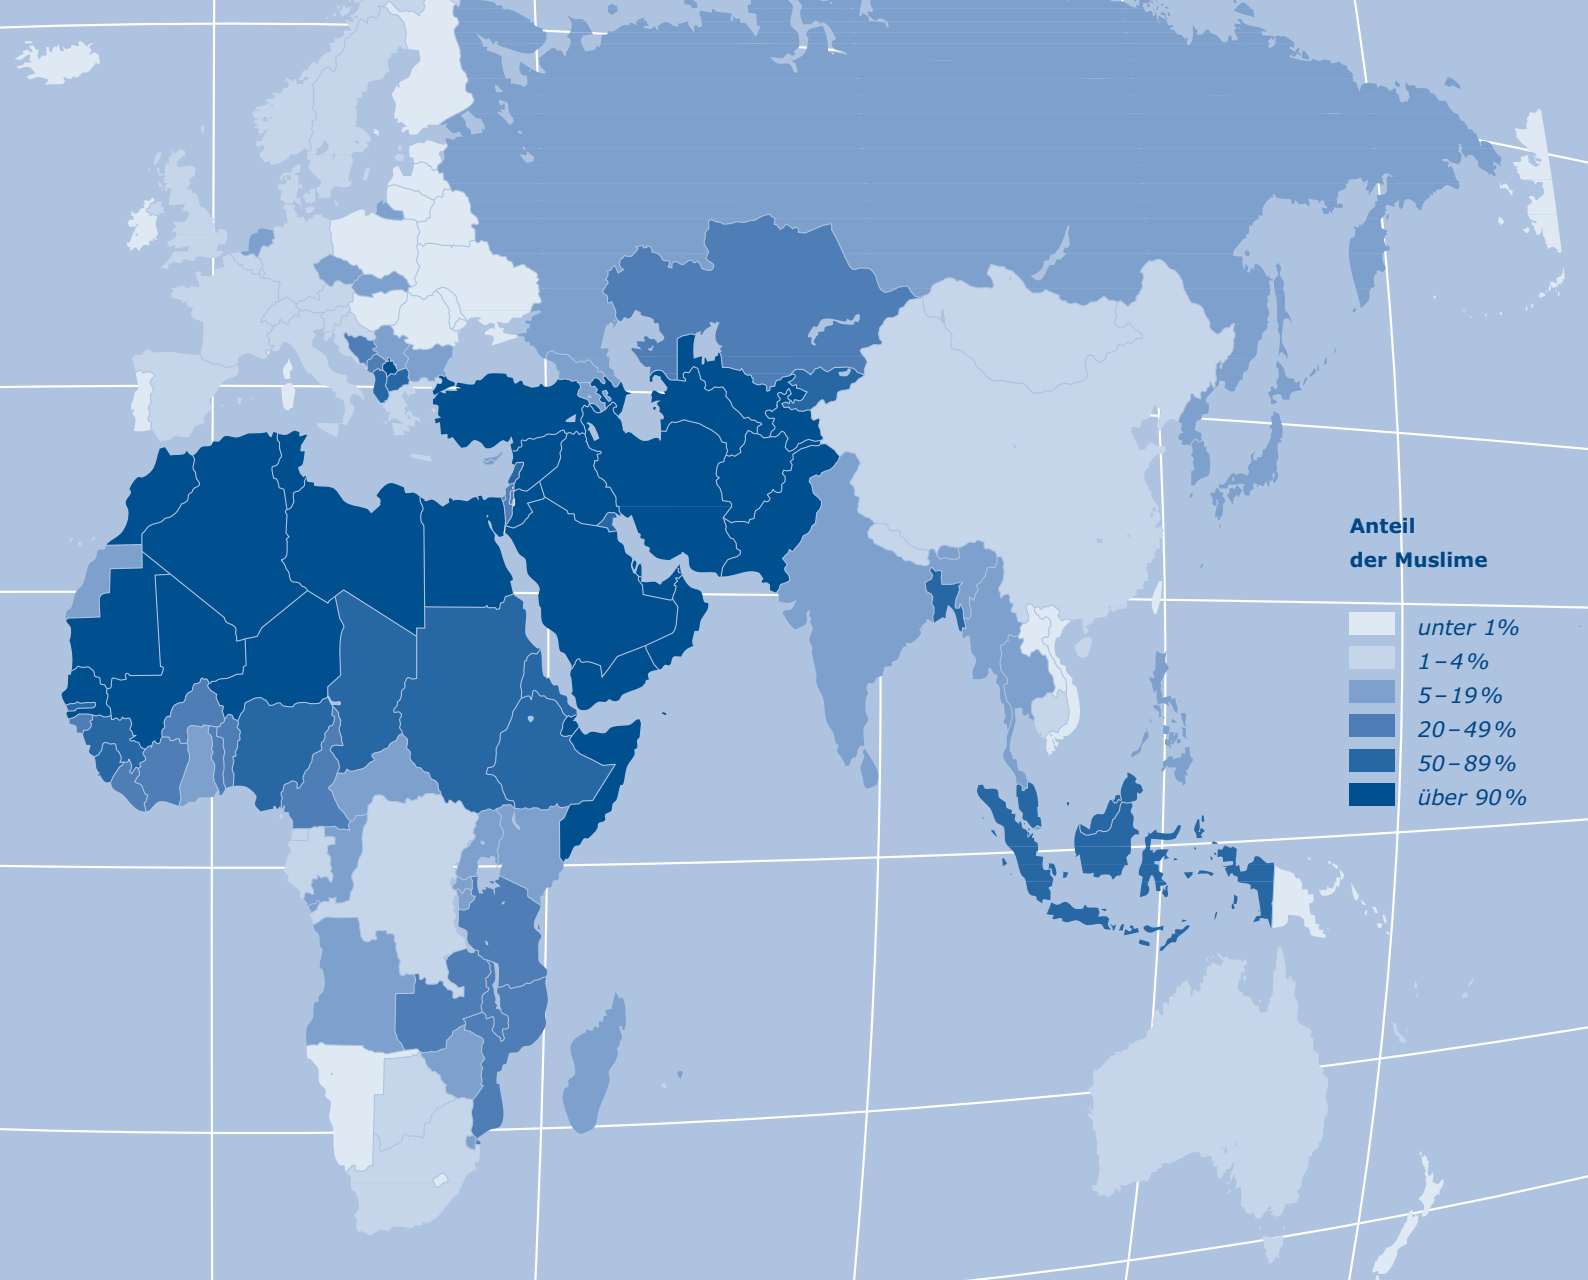 Anteil
der Muslime
unter 1%
1–4%
5–19%
20–49%
50–89%
über 90%